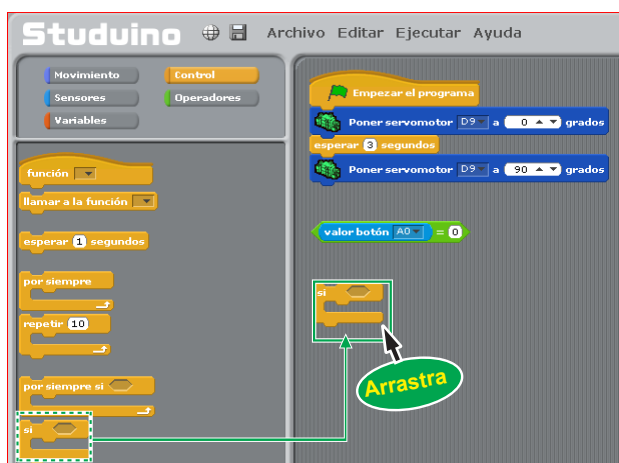 Studuino Archivo Editar Ejecutar Ayuda
Movimiento Control
Sensores Operadores
Variables
función
llamar a la función
esperar 1 segundos
por siempre
repetir 10
por siempre si
si
Empezar el programa
Poner servomotor D9 a 0 grados
esperar 3 segundos
Poner servomotor D9 a 90 grados
valor botón A0 = 0
si
Arrastra